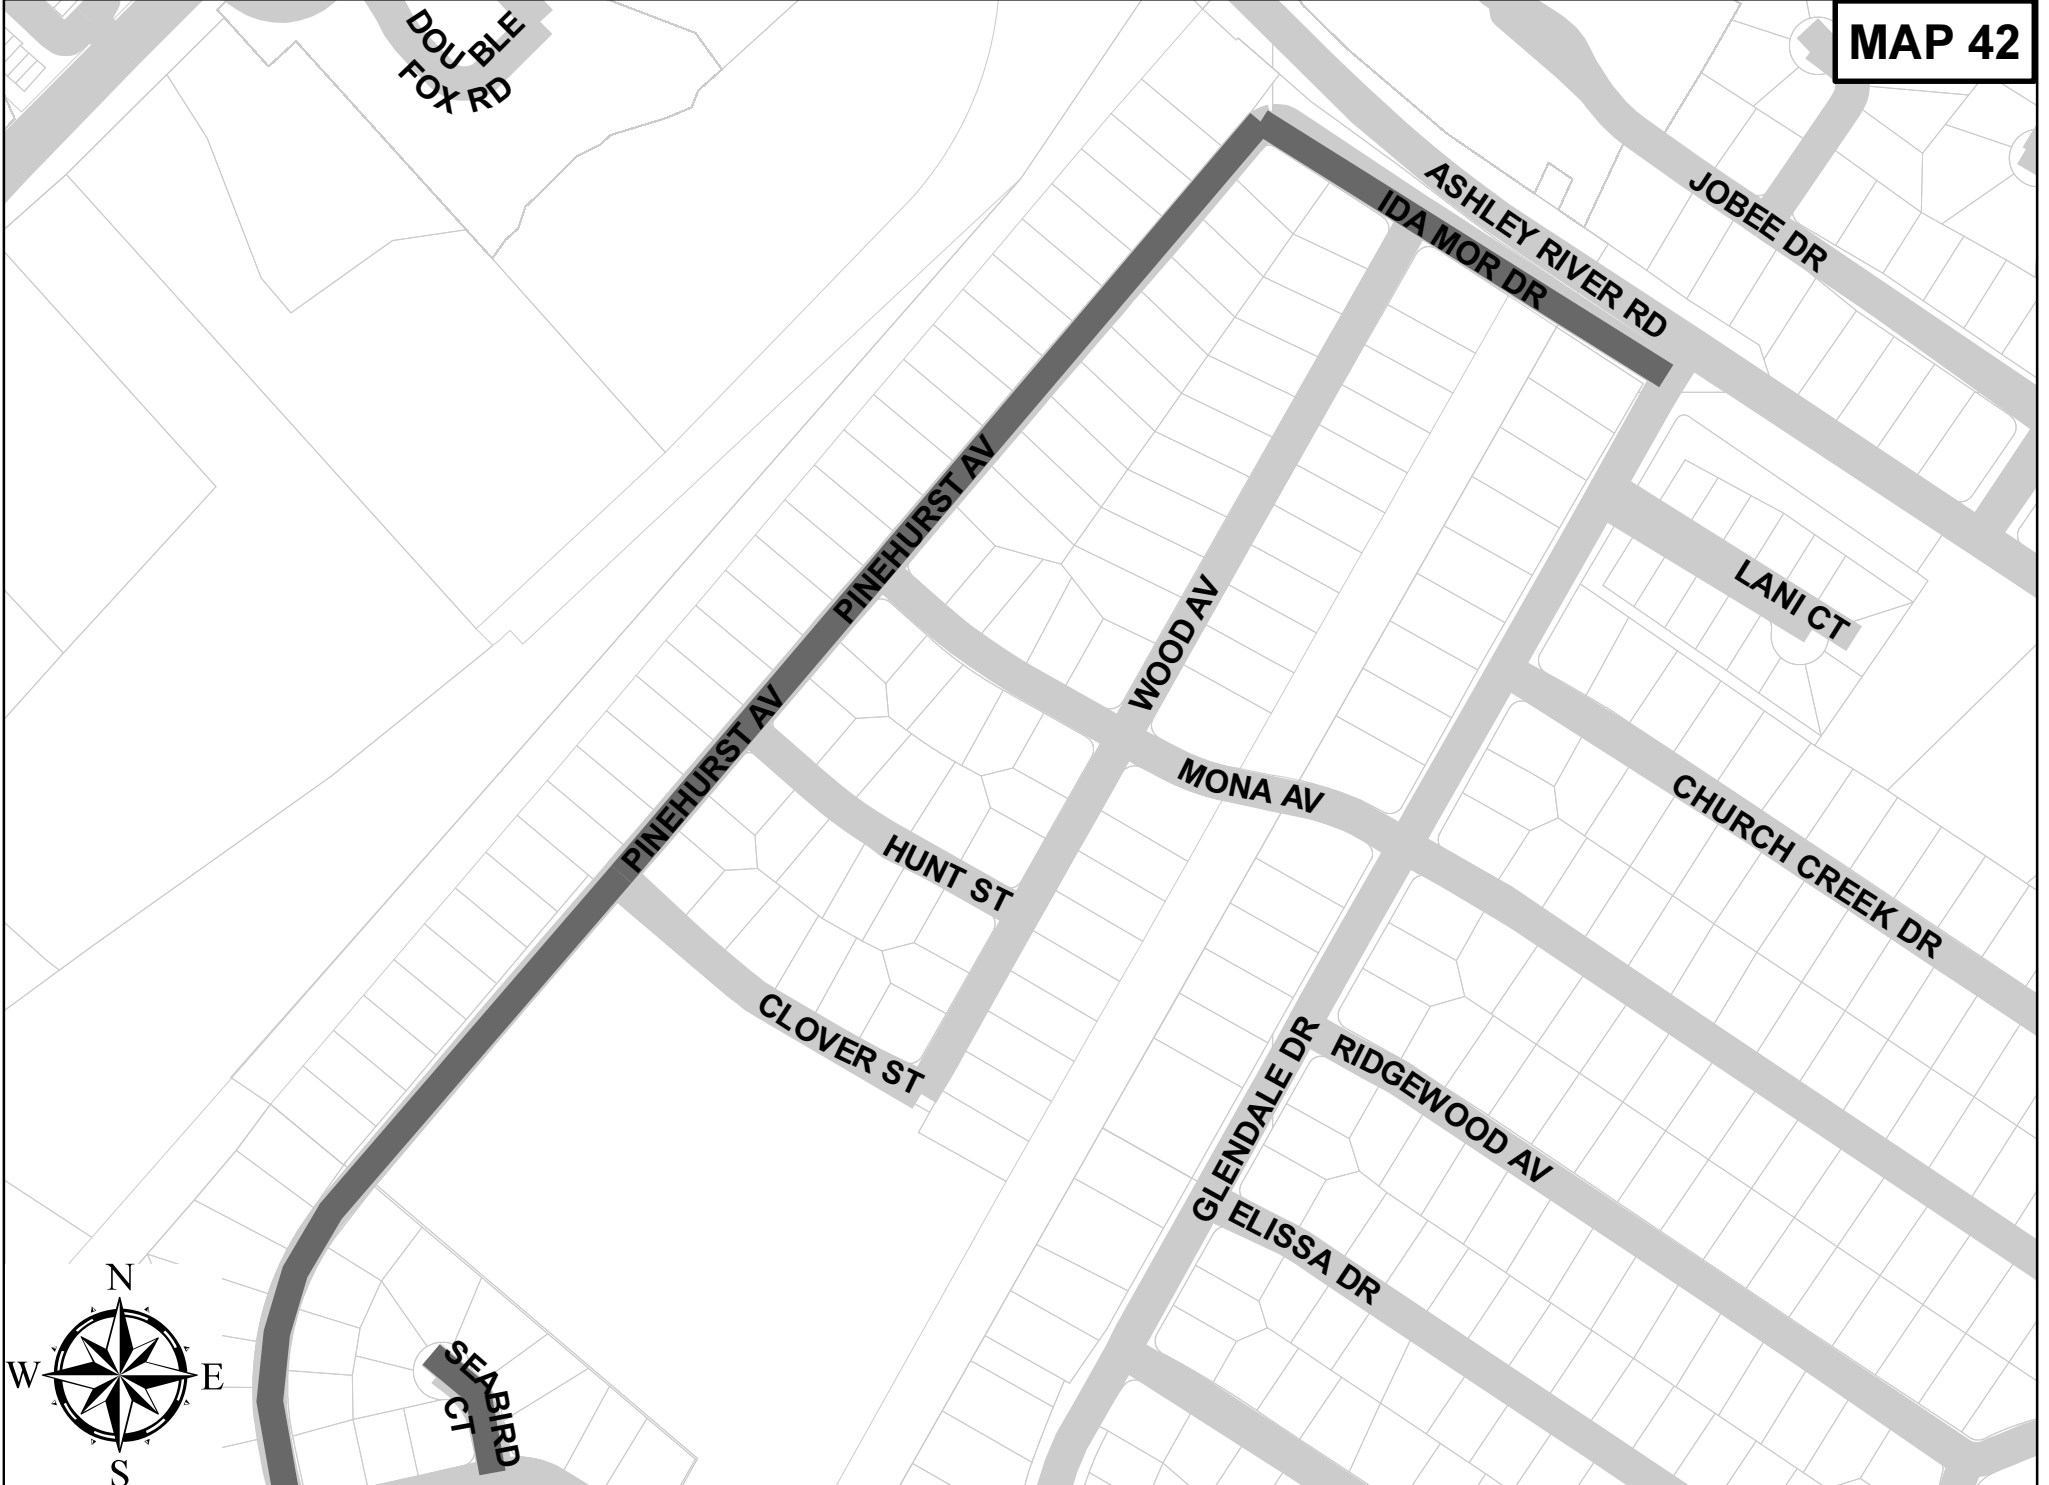 MAP 42
DOUBLE
FOX RD
ASHLEY RIVER RD
JOBEE DR
IDA MOR DR
PINEHURST AV
LANI CT
WOOD AV
PINEHURST AV
MONA AV
CHURCH CREEK DR
HUNT ST
CLOVER ST
GLENDALE DR
RIDGEWOOD AV
ELISSA DR
SEABIRD
CT
N
W
E
S